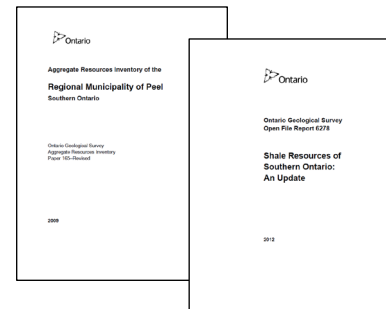 Ontario
Aggregate Resources Inventory of the
Regional Municipality of Peel
Southern Ontario
Ontario Geological Survey
Aggregate Resources Inventory
Paper 165–Revised
2009
Ontario
Ontario Geological Survey
Open File Report 6278
Shale Resources of
Southern Ontario:
An Update
2012